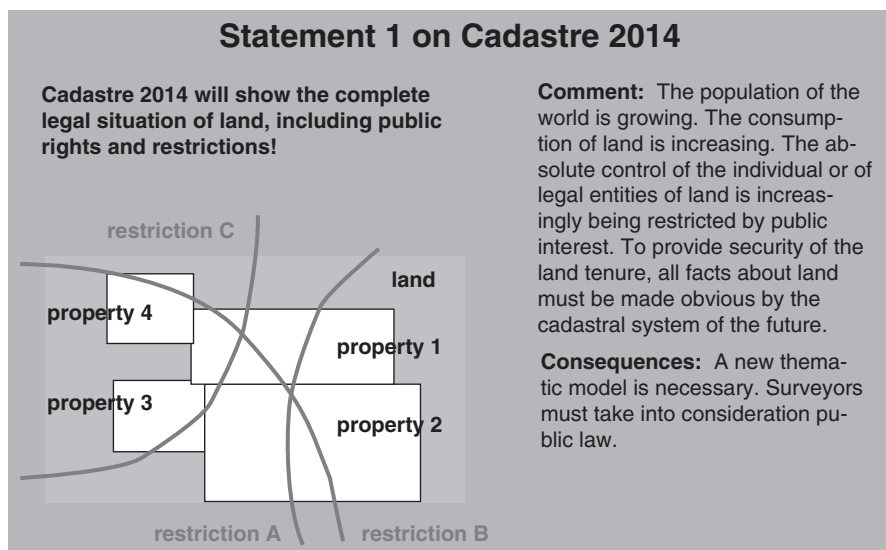 Statement 1 on Cadastre 2014
Cadastre 2014 will show the complete
legal situation of land, including public
rights and restrictions!
restriction C
land
property 4
property 1
property 3
property 2
restriction A
restriction B
Comment: The population of the
world is growing. The consump-
tion of land is increasing. The ab-
solute control of the individual or of
legal entities of land is increas-
ingly being restricted by public
interest. To provide security of the
land tenure, all facts about land
must be made obvious by the
cadastral system of the future.
Consequences: A new thema-
tic model is necessary. Surveyors
must take into consideration pu-
blic law.